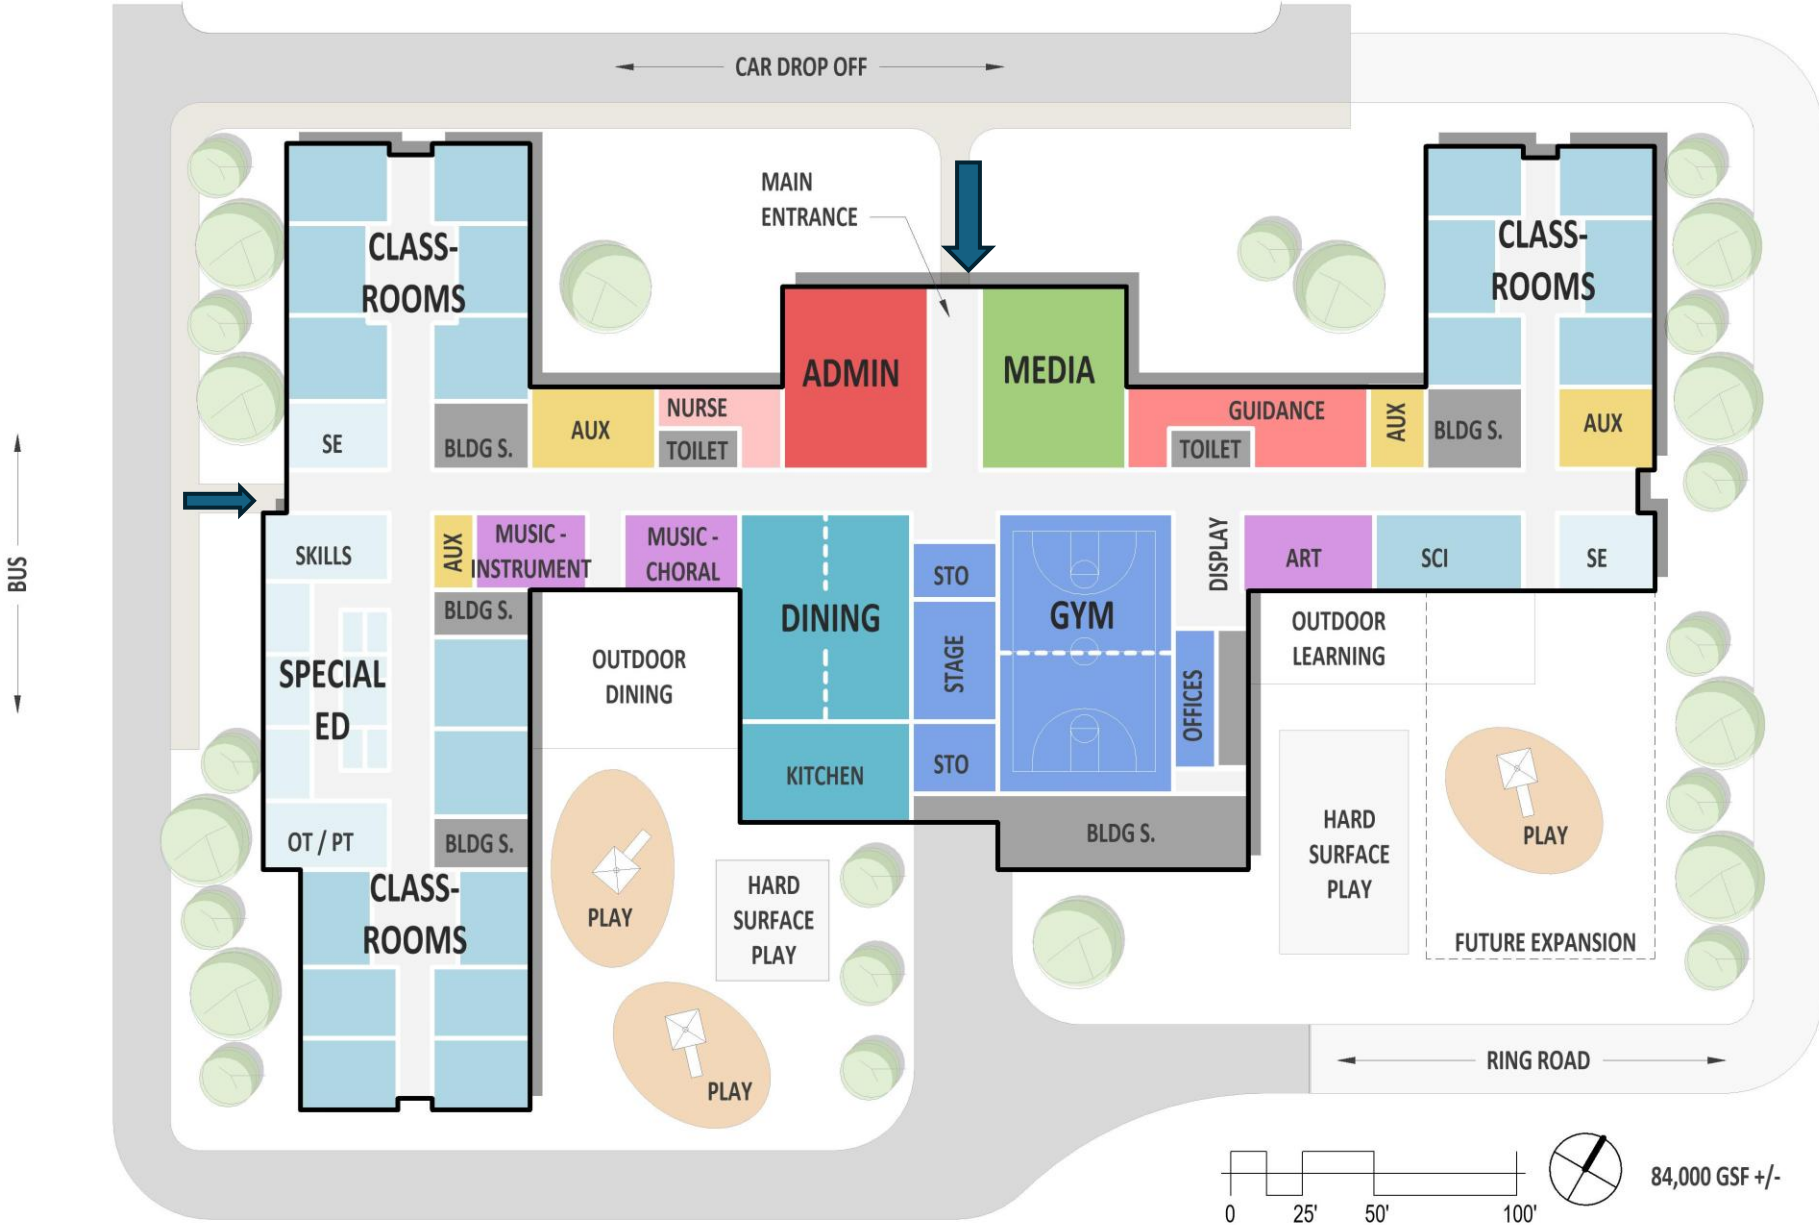 CAR DROP OFF
MAIN
ENTRANCE
CLASS-
ROOMS
CLASS-
ROOMS
ADMIN
MEDIA
NURSE
AUX
TOILET
SE
BLDG S.
GUIDANCE
TOILET
AUX
BLDG S.
AUX
BUS
SKILLS
AUX
MUSIC -
INSTRUMENT
MUSIC -
CHORAL
DINING
STO
STAGE
STO
GYM
DISPLAY
ART
SCI
SE
BLDG S.
OUTDOOR
DINING
SPECIAL
ED
OFFICES
OUTDOOR
LEARNING
KITCHEN
OT / PT
BLDG S.
BLDG S.
CLASS-
ROOMS
PLAY
HARD
SURFACE
PLAY
PLAY
HARD
SURFACE
PLAY
PLAY
FUTURE EXPANSION
RING ROAD
0 25' 50' 100'
84,000 GSF +/-